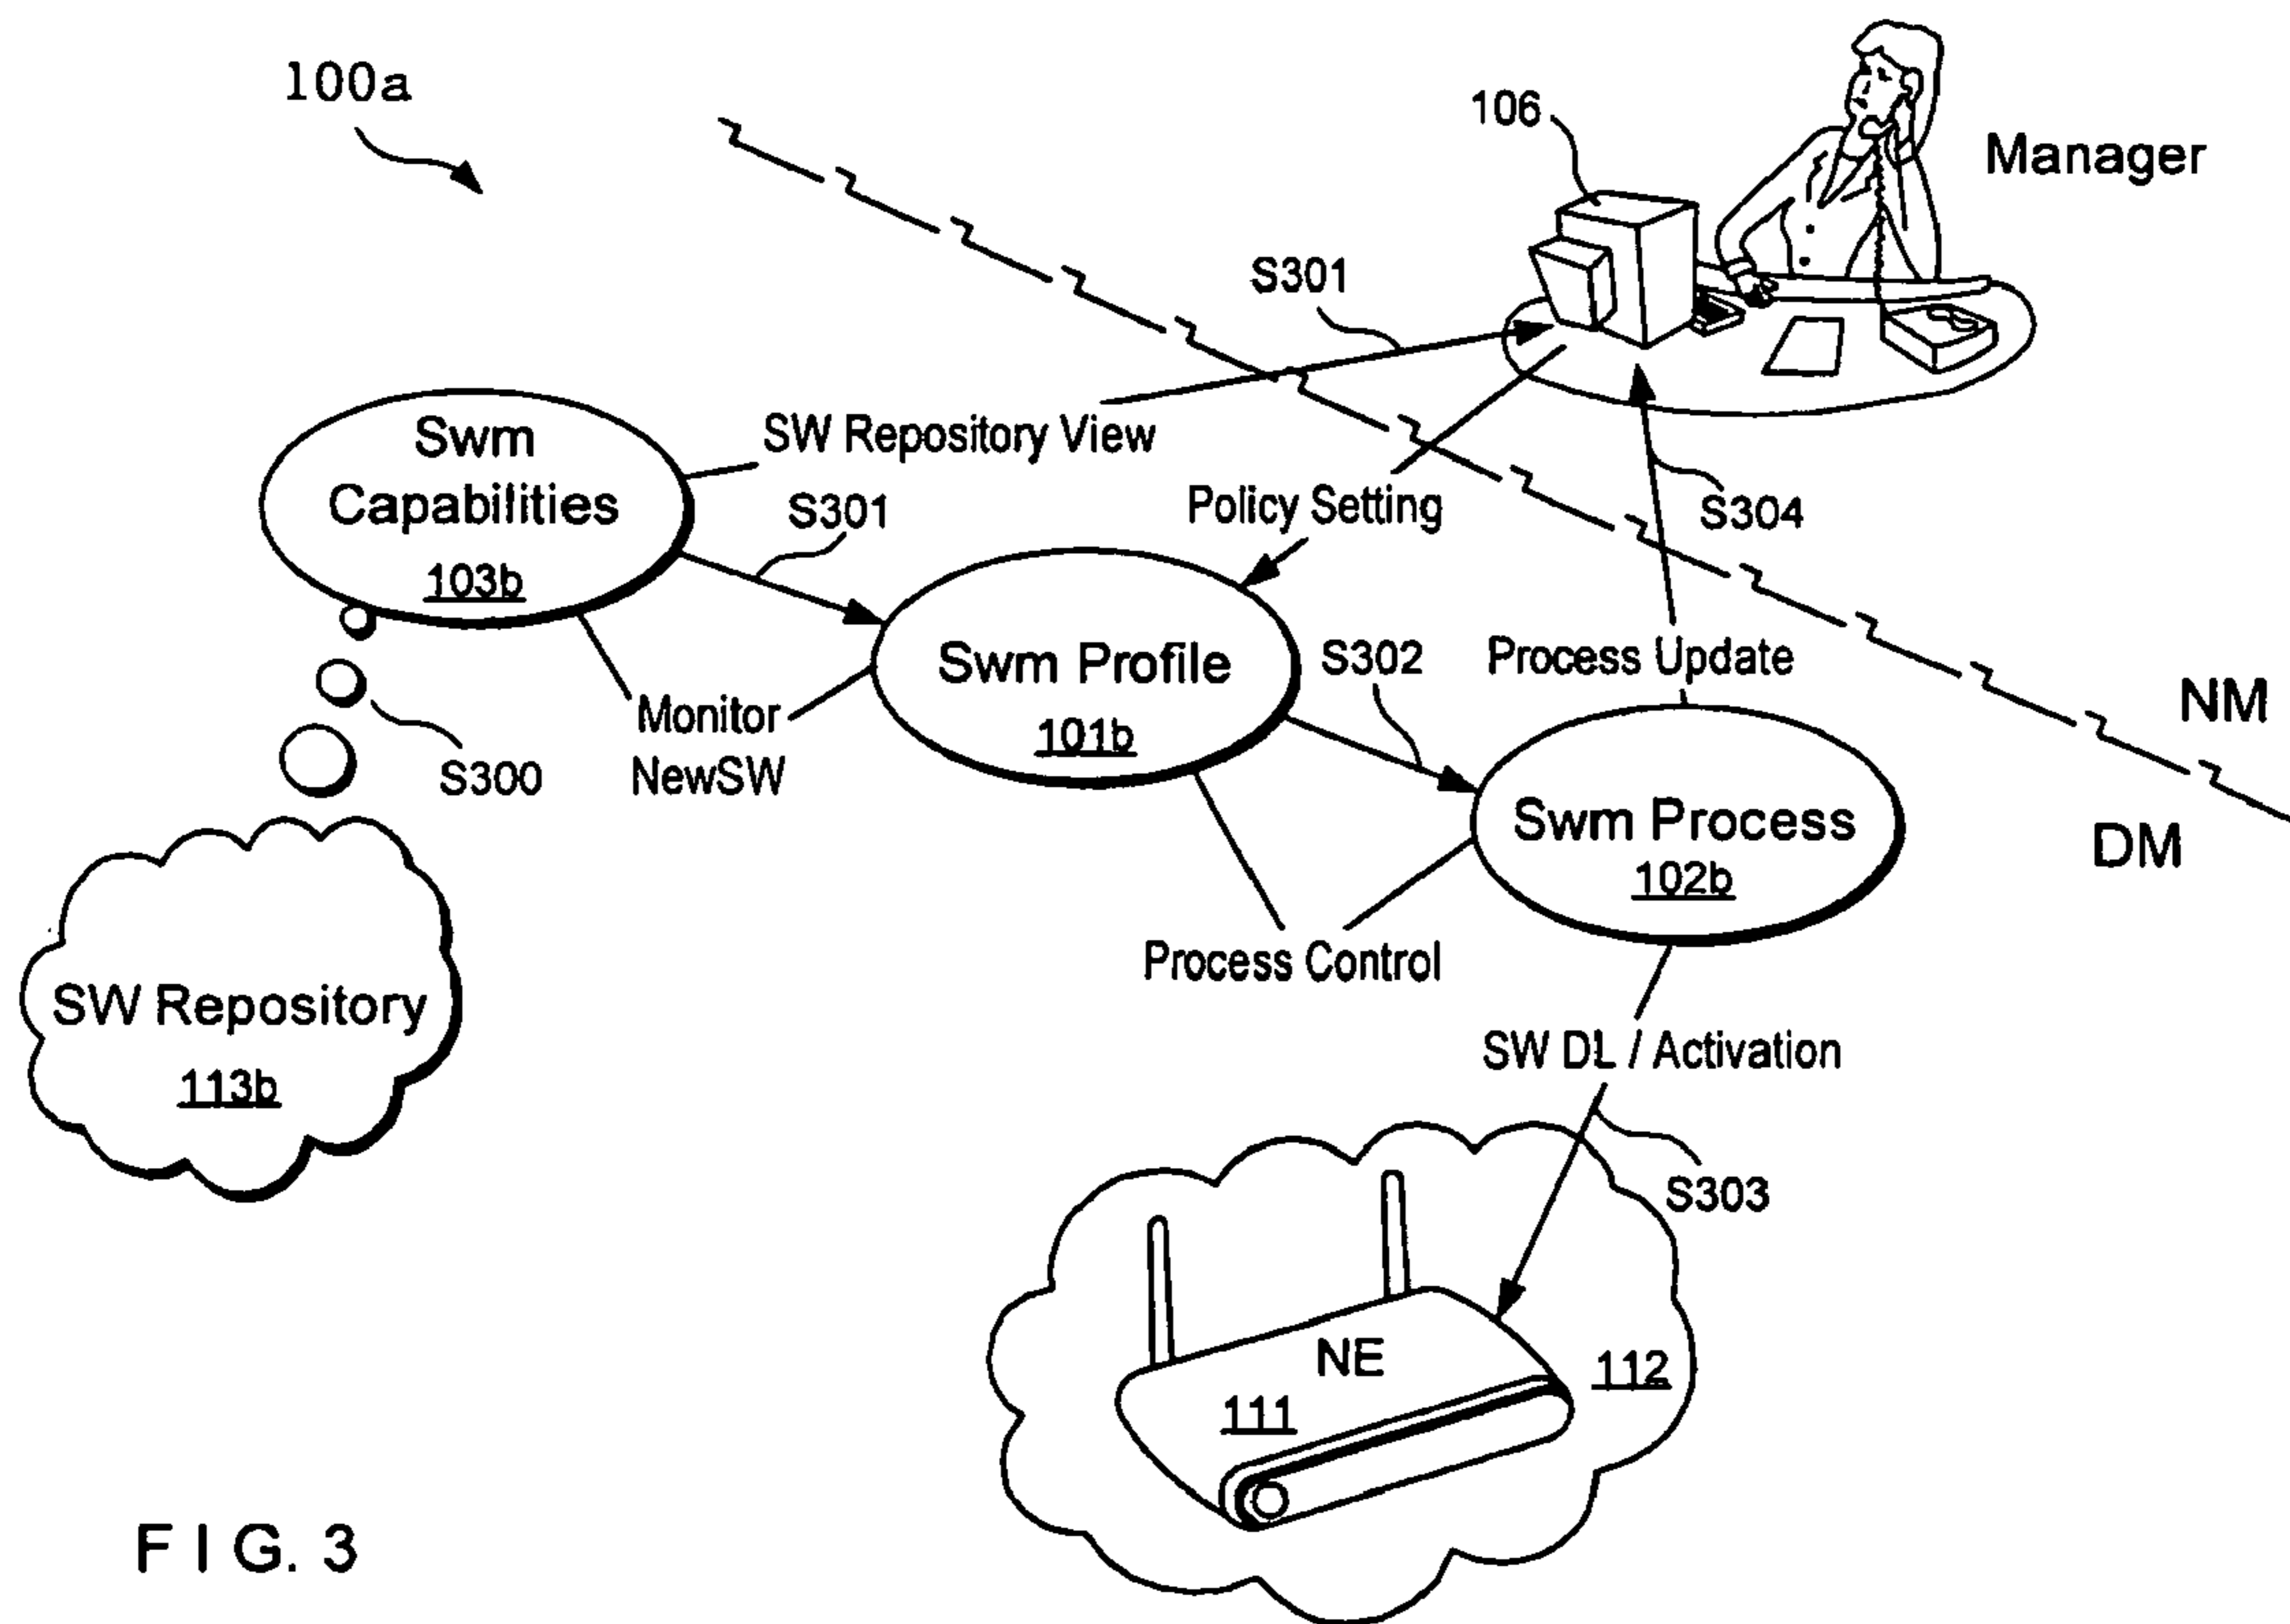 100a
106
Manager
S301
Swm
Capabilities
103b
SW Repository View
S301
Policy Setting
S304
Swm Profile
101b
S302
Process Update
NM
Monitor
NewSW
S300
Swm Process
102b
DM
Process Control
SW Repository
113b
SW DL / Activation
S303
NE
111
112
FIG. 3